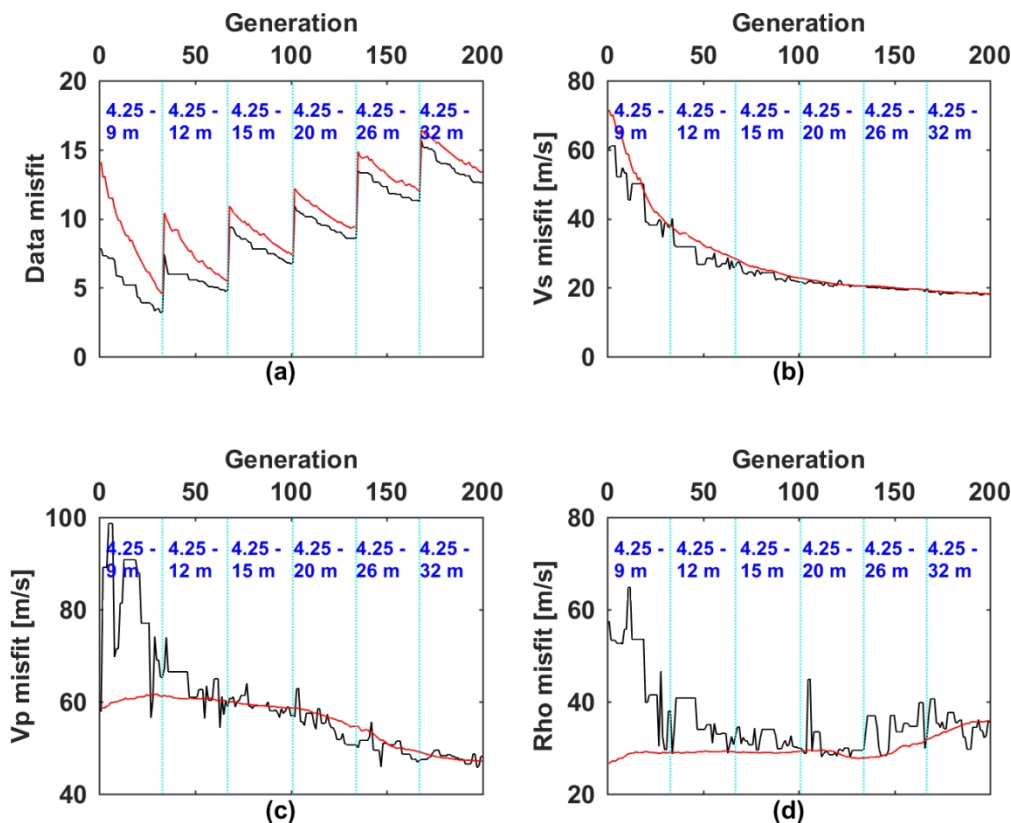 Generation
0 50 100 150 200
20
15
10
5
0
Data misfit
4.25 - 4.25 - 4.25 - 4.25 - 4.25 - 4.25 -
9 m 12 m 15 m 20 m 26 m 32 m
(a)
Generation
0 50 100 150 200
80
60
40
20
0
Vs misfit [m/s]
4.25 - 4.25 - 4.25 - 4.25 - 4.25 - 4.25 -
9 m 12 m 15 m 20 m 26 m 32 m
(b)
Generation
0 50 100 150 200
100
80
60
40
Vp misfit [m/s]
4.25 - 4.25 - 4.25 - 4.25 - 4.25 - 4.25 -
9 m 12 m 15 m 20 m 26 m 32 m
(c)
Generation
0 50 100 150 200
80
60
40
20
Rho misfit [m/s]
4.25 - 4.25 - 4.25 - 4.25 - 4.25 - 4.25 -
9 m 12 m 15 m 20 m 26 m 32 m
(d)